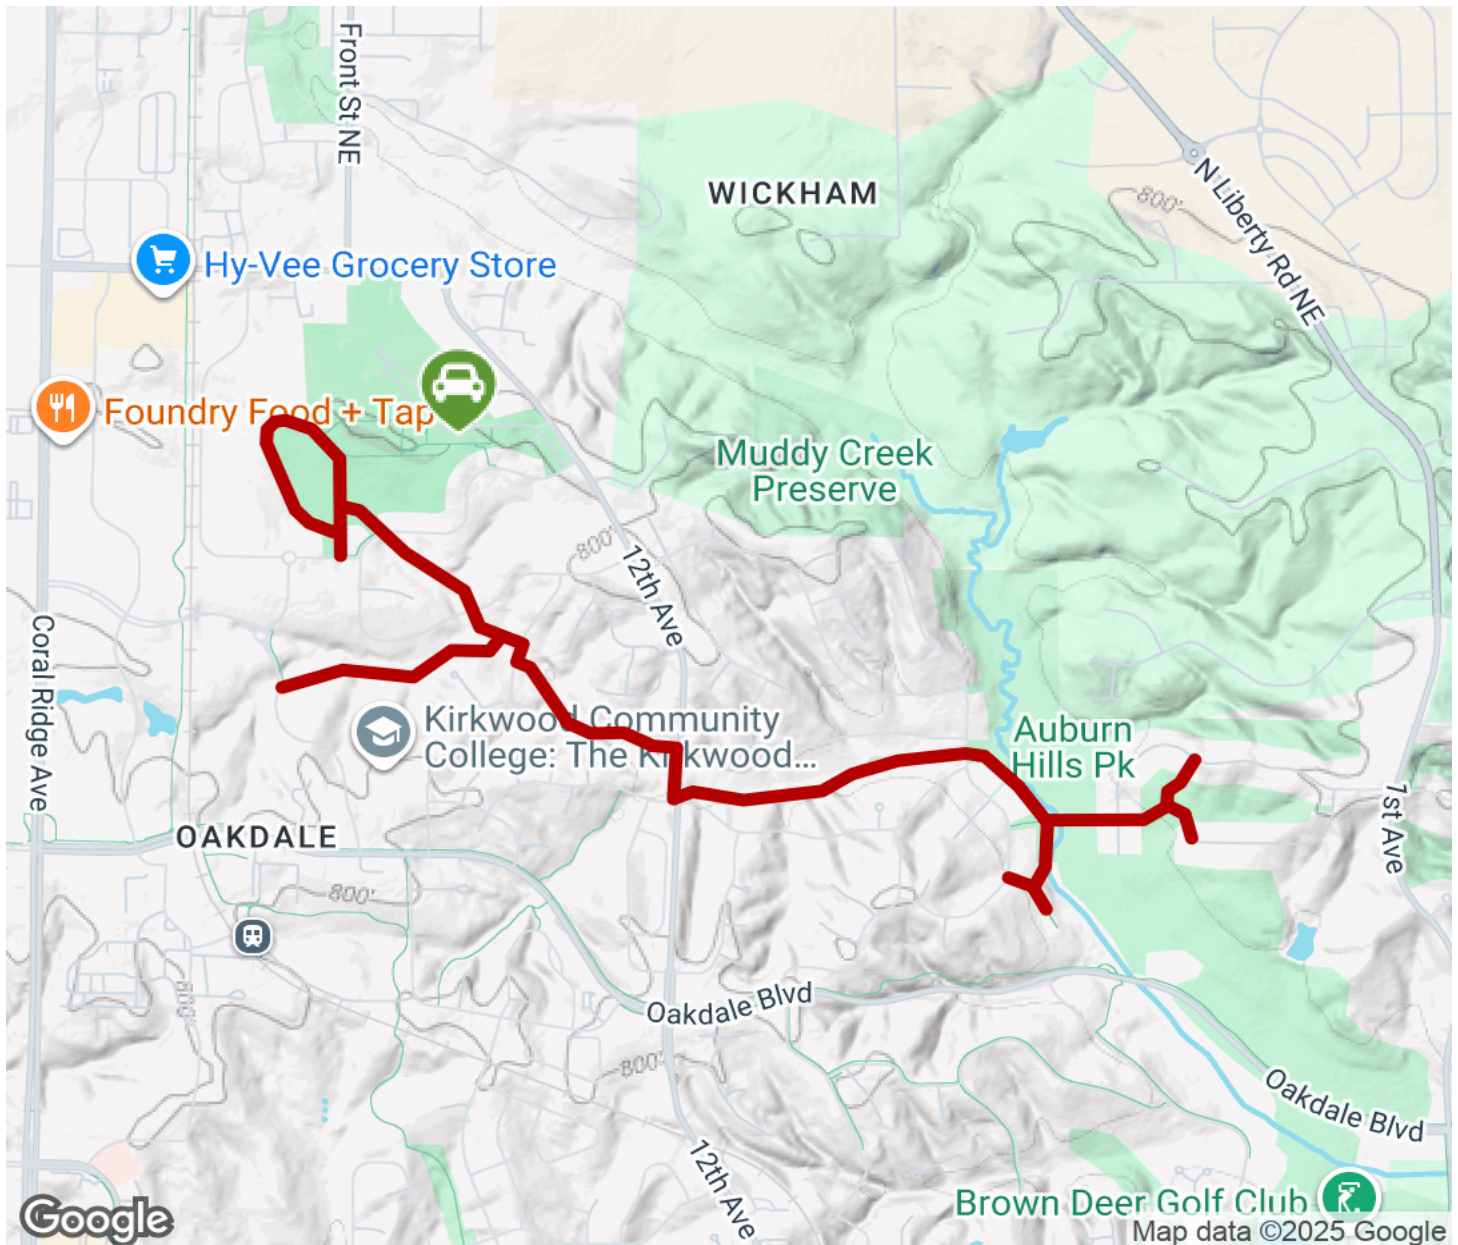 Front St NE
WICKHAM
N Liberty Rd NE
800'
Hy-Vee Grocery Store
Foundry Food + Tap
Muddy Creek
Preserve
800'
12th Ave
Coral Ridge Ave
Kirkwood Community
College: The Kirkwood...
Auburn
Hills Pk
1st Ave
OAKDALE
800'
800'
Oakdale Blvd
800'
Oakdale Blvd
12th Ave
Brown Deer Golf Club
Google
Map data ©2025 Google